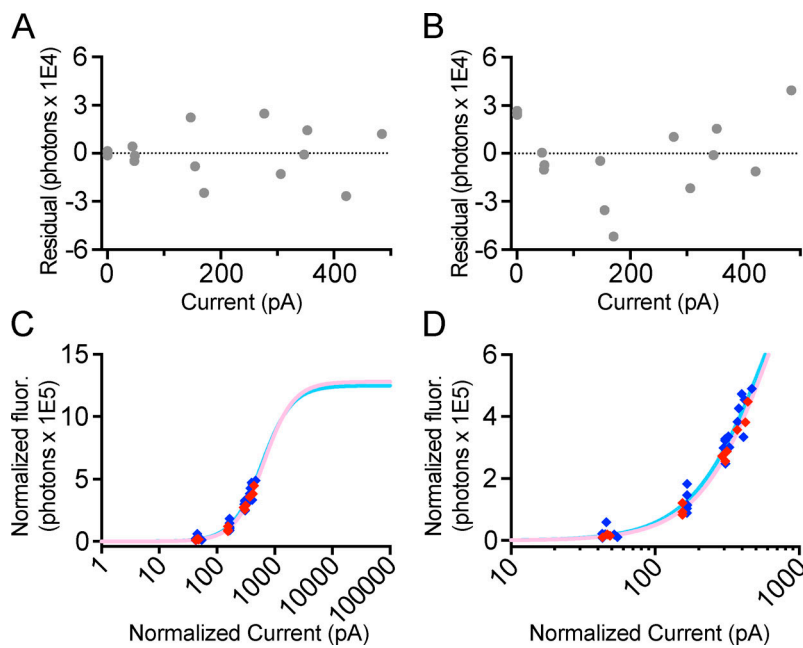 A
Residual (photons x 1E4)
6
3
0
-3
-6
0
200
400
Current (pA)
B
Residual (photons x 1E4)
6
3
0
-3
-6
0
200
400
Current (pA)
C
Normalized fluor.
(photons x 1E5)
15
10
5
0
1
10
100
1000
10000
100000
Normalized Current (pA)
D
Normalized fluor.
(photons x 1E5)
6
4
2
0
10
100
1000
Normalized Current (pA)